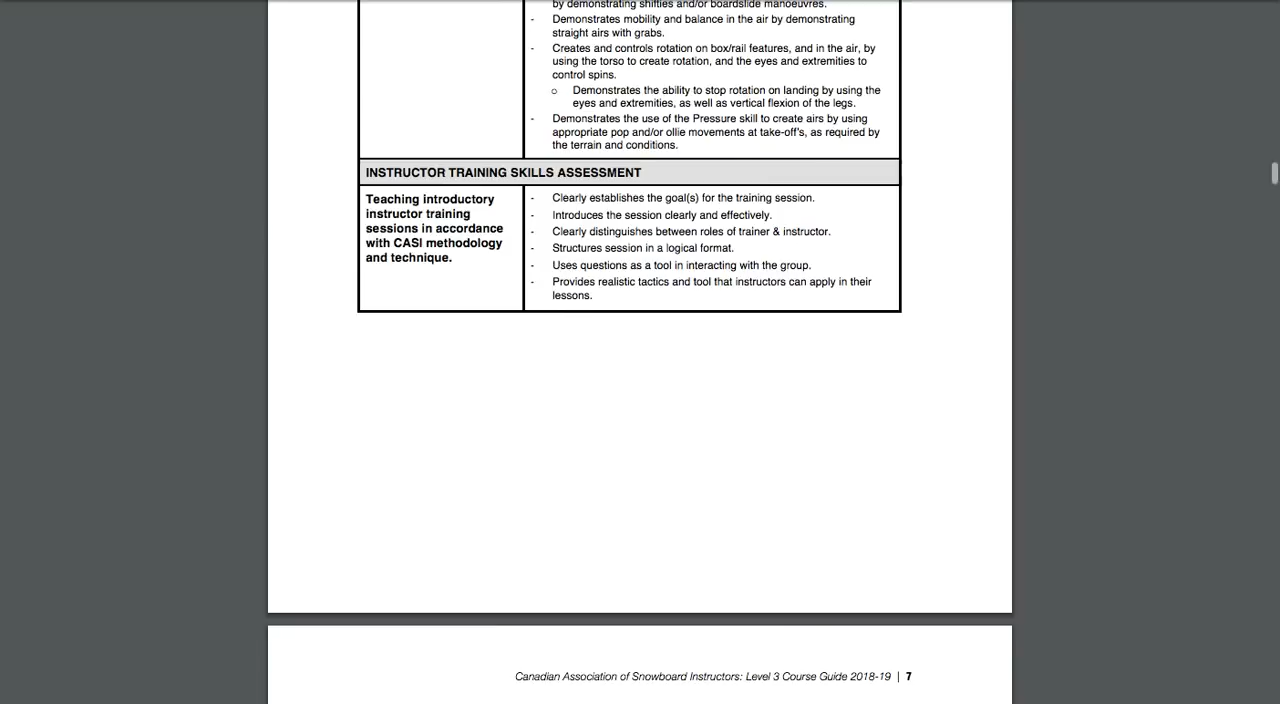 by demonstrating shifties and/or boardslide manoeuvres.
- Demonstrates mobility and balance in the air by demonstrating
straight airs with grabs.
- Creates and controls rotation on box/rail features, and in the air, by
using the torso to create rotation, and the eyes and extremities to
control spins.
o Demonstrates the ability to stop rotation on landing by using the
eyes and extremities, as well as vertical flexion of the legs.
- Demonstrates the use of the Pressure skill to create airs by using
appropriate pop and/or ollie movements at take-off's, as required by
the terrain and conditions.
INSTRUCTOR TRAINING SKILLS ASSESSMENT
Teaching introductory
instructor training
sessions in accordance
with CASI methodology
and technique.
- Clearly establishes the goal(s) for the training session.
- Introduces the session clearly and effectively.
- Clearly distinguishes between roles of trainer & instructor.
- Structures session in a logical format.
- Uses questions as a tool in interacting with the group.
- Provides realistic tactics and tool that instructors can apply in their
lessons.
Canadian Association of Snowboard Instructors: Level 3 Course Guide 2018-19 | 7